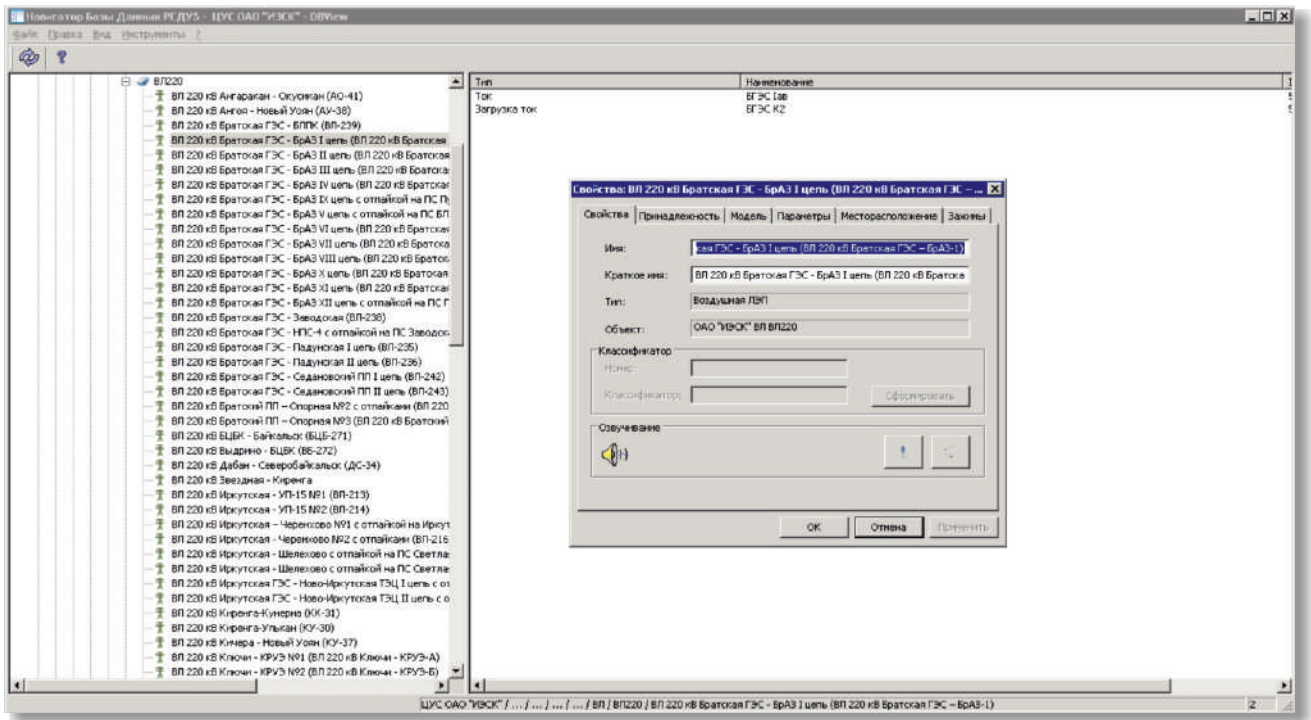 Навигатор Базы Данных РСДУ5 - ЦУС ОАО "ИЭСК" - DBView
Файл Правка Вид Инструменты ?
ВЛ220
ВЛ 220 кВ Ангаракан - Окусикан (АО-41)
ВЛ 220 кВ Ангоя - Новый Уоян (АУ-38)
ВЛ 220 кВ Братская ГЭС - БЛПК (ВЛ-239)
ВЛ 220 кВ Братская ГЭС - БрАЗ I цепь (ВЛ 220 кВ Братская
ВЛ 220 кВ Братская ГЭС - БрАЗ II цепь (ВЛ 220 кВ Братская
ВЛ 220 кВ Братская ГЭС - БрАЗ III цепь (ВЛ 220 кВ Братска
ВЛ 220 кВ Братская ГЭС - БрАЗ IV цепь (ВЛ 220 кВ Братская
ВЛ 220 кВ Братская ГЭС - БрАЗ IX цепь с отпайкой на ПС Пу
ВЛ 220 кВ Братская ГЭС - БрАЗ V цепь с отпайкой на ПС БЛ
ВЛ 220 кВ Братская ГЭС - БрАЗ VI цепь (ВЛ 220 кВ Братская
ВЛ 220 кВ Братская ГЭС - БрАЗ VII цепь (ВЛ 220 кВ Братска
ВЛ 220 кВ Братская ГЭС - БрАЗ VIII цепь (ВЛ 220 кВ Братск
ВЛ 220 кВ Братская ГЭС - БрАЗ X цепь (ВЛ 220 кВ Братская
ВЛ 220 кВ Братская ГЭС - БрАЗ XI цепь (ВЛ 220 кВ Братская
ВЛ 220 кВ Братская ГЭС - БрАЗ XII цепь с отпайкой на ПС П
ВЛ 220 кВ Братская ГЭС - Заводская (ВЛ-238)
ВЛ 220 кВ Братская ГЭС - НПС-4 с отпайкой на ПС Заводск
ВЛ 220 кВ Братская ГЭС - Падунская I цепь (ВЛ-235)
ВЛ 220 кВ Братская ГЭС - Падунская II цепь (ВЛ-236)
ВЛ 220 кВ Братская ГЭС - Седановский ПП I цепь (ВЛ-242)
ВЛ 220 кВ Братская ГЭС - Седановский ПП II цепь (ВЛ-243)
ВЛ 220 кВ Братский ПП – Опорная №2 с отпайками (ВЛ 220
ВЛ 220 кВ Братский ПП – Опорная №3 (ВЛ 220 кВ Братский
ВЛ 220 кВ БЦБК - Байкальск (БЦБ-271)
ВЛ 220 кВ Выдрино - БЦБК (ВБ-272)
ВЛ 220 кВ Дабан - Северобайкальск (ДС-34)
ВЛ 220 кВ Звездная - Киренга
ВЛ 220 кВ Иркутская - УП-15 №1 (ВЛ-213)
ВЛ 220 кВ Иркутская - УП-15 №2 (ВЛ-214)
ВЛ 220 кВ Иркутская – Черемхово №1 с отпайкой на Иркут
ВЛ 220 кВ Иркутская - Черемхово №2 с отпайками (ВЛ-216
ВЛ 220 кВ Иркутская - Шелехово с отпайкой на ПС Светла
ВЛ 220 кВ Иркутская - Шелехово с отпайкой на ПС Светла
ВЛ 220 кВ Иркутская ГЭС - Ново-Иркутская ТЭЦ I цепь с от
ВЛ 220 кВ Иркутская ГЭС - Ново-Иркутская ТЭЦ II цепь с о
ВЛ 220 кВ Киренга-Кунерма (КК-31)
ВЛ 220 кВ Киренга-Улькан (КУ-30)
ВЛ 220 кВ Кичера - Новый Уоян (КУ-37)
ВЛ 220 кВ Ключи - КРУЭ №1 (ВЛ 220 кВ Ключи - КРУЭ-А)
ВЛ 220 кВ Ключи - КРУЭ №2 (ВЛ 220 кВ Ключи - КРУЭ-Б)
Тип Наименование
Ток БГЭС Iав
Загрузка ток БГЭС К2
Свойства: ВЛ 220 кВ Братская ГЭС - БрАЗ I цепь (ВЛ 220 кВ Братская ГЭС – ...
Свойства Принадлежность Модель Параметры Месторасположение Законы
Имя: кая ГЭС - БрАЗ I цепь (ВЛ 220 кВ Братская ГЭС – БрАЗ-1)
Краткое имя: ВЛ 220 кВ Братская ГЭС - БрАЗ I цепь (ВЛ 220 кВ Братска
Тип: Воздушная ЛЭП
Объект: ОАО "ИЭСК" ВЛ ВЛ220
Классификатор
Номер:
Классификатор: Сформировать
Озвучивание
ОК Отмена Применить
ЦУС ОАО "ИЭСК" / ... / ... / ... / ... / ВЛ / ВЛ220 / ВЛ 220 кВ Братская ГЭС - БрАЗ I цепь (ВЛ 220 кВ Братская ГЭС – БрАЗ-1) 2